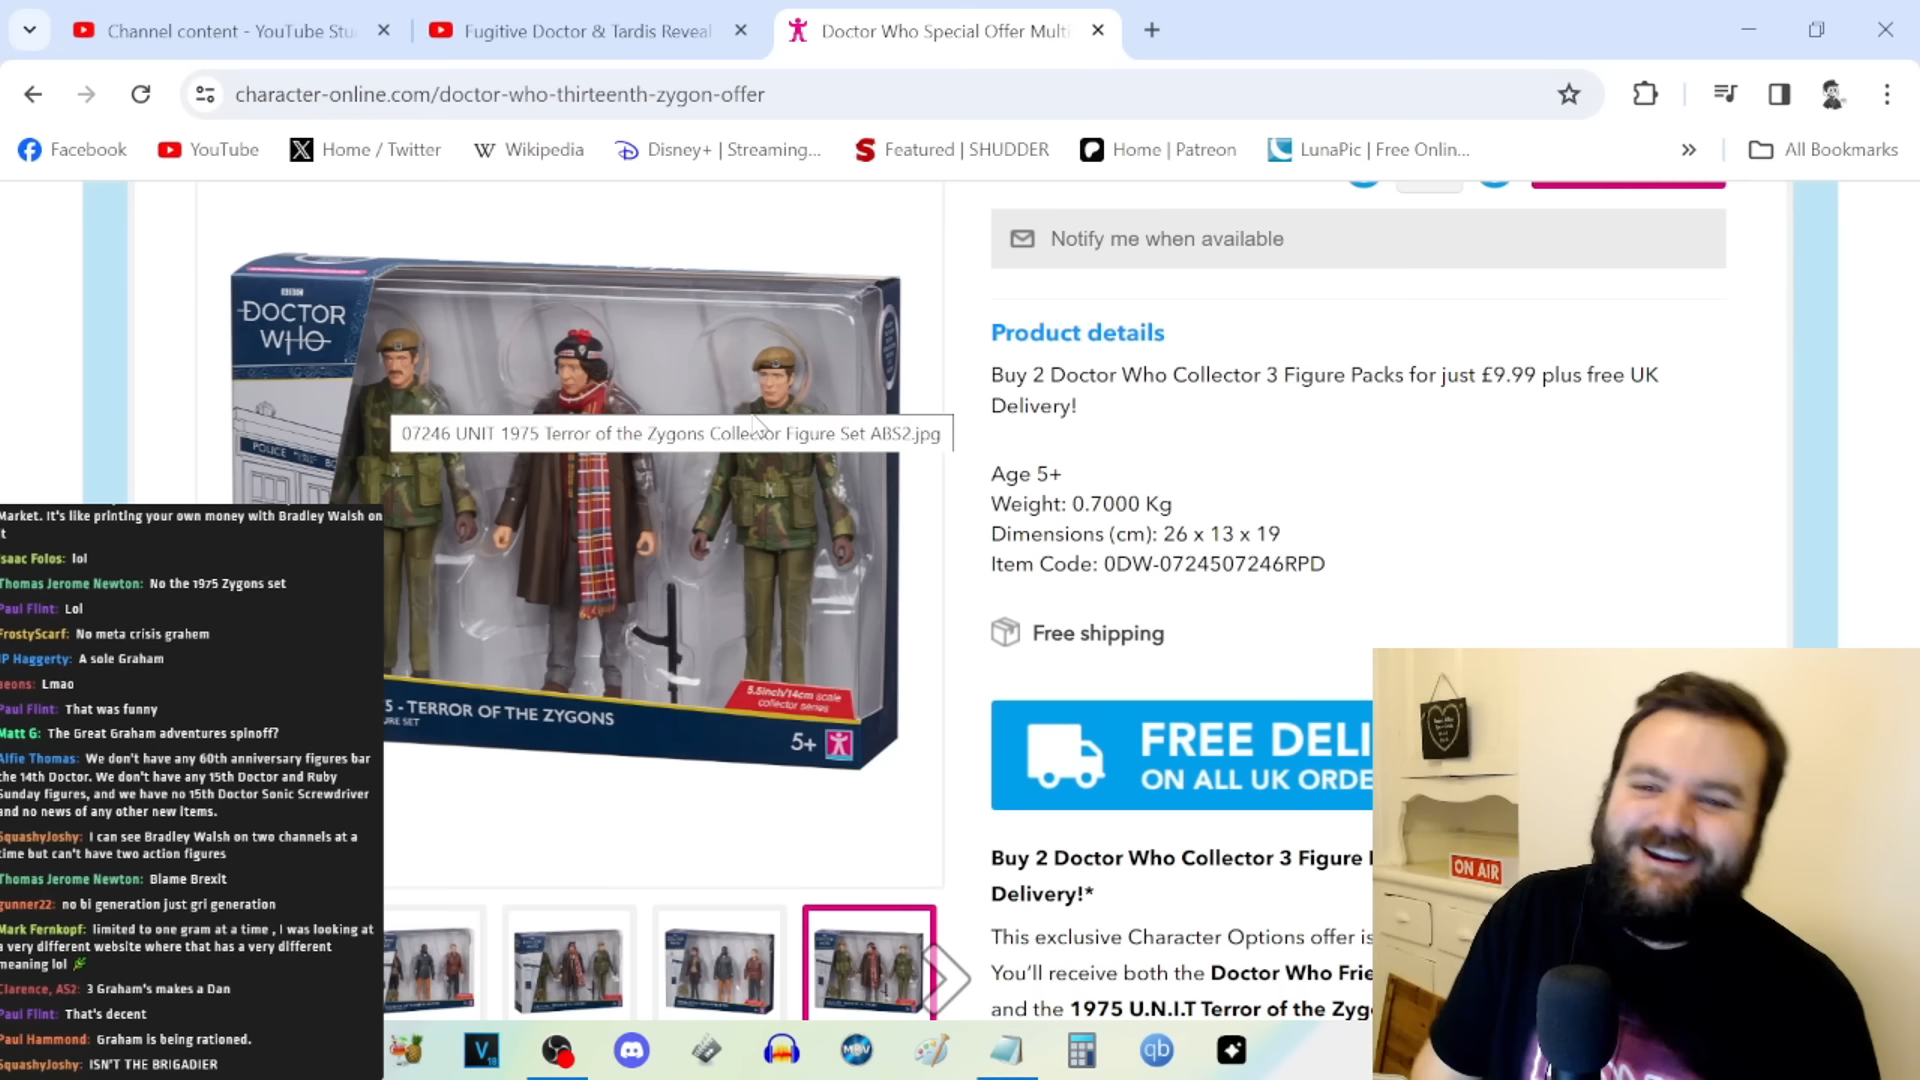 Channel content - YouTube Stu
Fugitive Doctor & Tardis Reveal
Doctor Who Special Offer Multi
character-online.com/doctor-who-thirteenth-zygon-offer
Facebook
YouTube
Home / Twitter
Wikipedia
Disney+ | Streaming...
Featured | SHUDDER
Home | Patreon
LunaPic | Free Onlin...
All Bookmarks
Notify me when available
BBC
DOCTOR
WHO
POLICE
07246 UNIT 1975 Terror of the Zygons Collector Figure Set ABS2.jpg
5 - TERROR OF THE ZYGONS
URE SET
5.5inch/14cm scale
collector series
5+
Product details
Buy 2 Doctor Who Collector 3 Figure Packs for just £9.99 plus free UK
Delivery!
Age 5+
Weight: 0.7000 Kg
Dimensions (cm): 26 x 13 x 19
Item Code: 0DW-0724507246RPD
Free shipping
FREE DELI
ON ALL UK ORDE
Buy 2 Doctor Who Collector 3 Figure
Delivery!*
This exclusive Character Options offer is
You'll receive both the Doctor Who Frie
and the 1975 U.N.I.T Terror of the Zyg
Market. It's like printing your own money with Bradley Walsh on
it
Isaac Folos: lol
Thomas Jerome Newton: No the 1975 Zygons set
Paul Flint: Lol
FrostyScarf: No meta crisis grahem
JP Haggerty: A sole Graham
aeons: Lmao
Paul Flint: That was funny
Matt G: The Great Graham adventures spinoff?
Alfie Thomas: We don't have any 60th anniversary figures bar
the 14th Doctor. We don't have any 15th Doctor and Ruby
Sunday figures, and we have no 15th Doctor Sonic Screwdriver
and no news of any other new items.
SquashyJoshy: I can see Bradley Walsh on two channels at a
time but can't have two action figures
Thomas Jerome Newton: Blame Brexit
gunner22: no bi generation just gri generation
Mark Fernkopf: limited to one gram at a time , I was looking at
a very different website where that has a very different
meaning lol
Clarence, AS2: 3 Graham's makes a Dan
Paul Flint: That's decent
Paul Hammond: Graham is being rationed.
SquashyJoshy: ISN'T THE BRIGADIER
ON AIR
V
18
MBV
qb